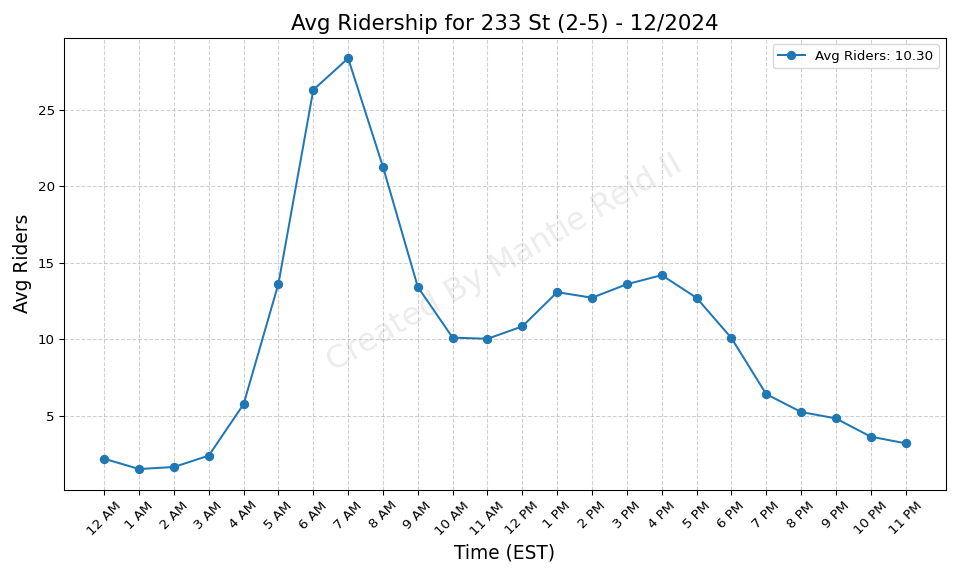 Avg Ridership for 233 St (2-5) - 12/2024
Avg Riders: 10.30
25
20
15
10
5
Avg Riders
Created By Mantie Reid II
12 AM
1 AM
2 AM
3 AM
4 AM
5 AM
6 AM
7 AM
8 AM
9 AM
10 AM
11 AM
12 PM
1 PM
2 PM
3 PM
4 PM
5 PM
6 PM
7 PM
8 PM
9 PM
10 PM
11 PM
Time (EST)